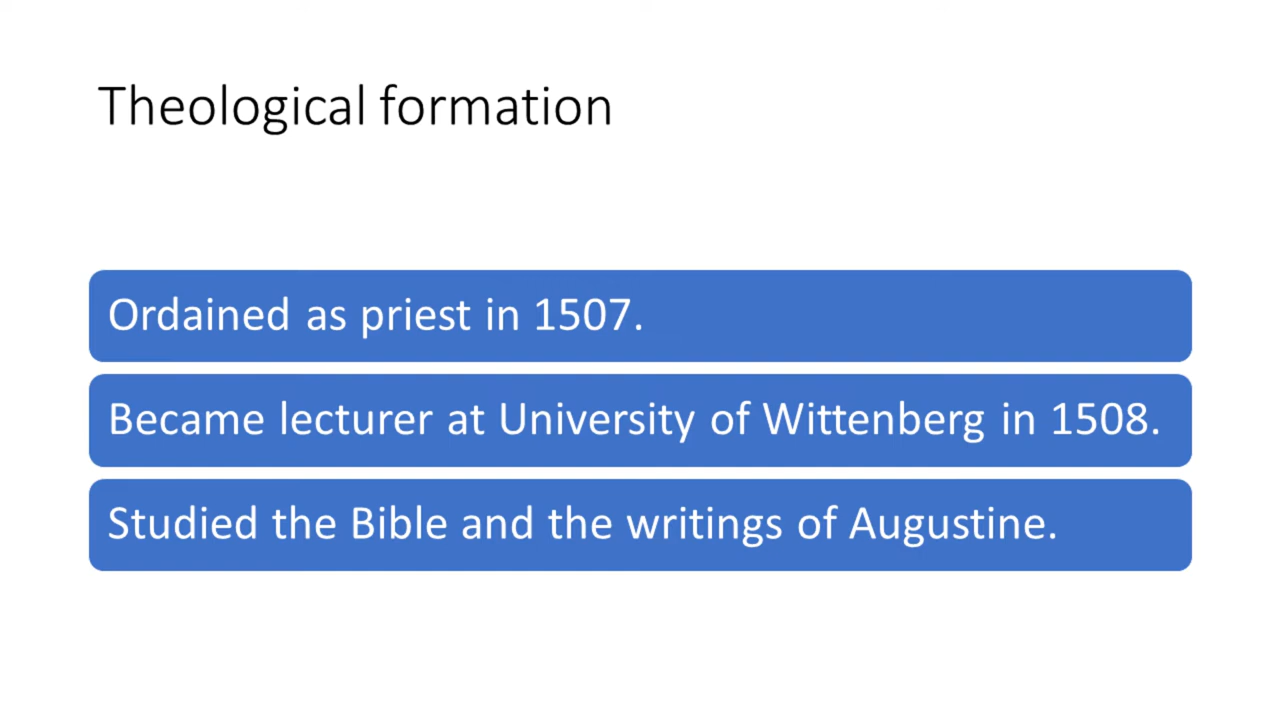 Theological formation
Ordained as priest in 1507.
Became lecturer at University of Wittenberg in 1508.
Studied the Bible and the writings of Augustine.